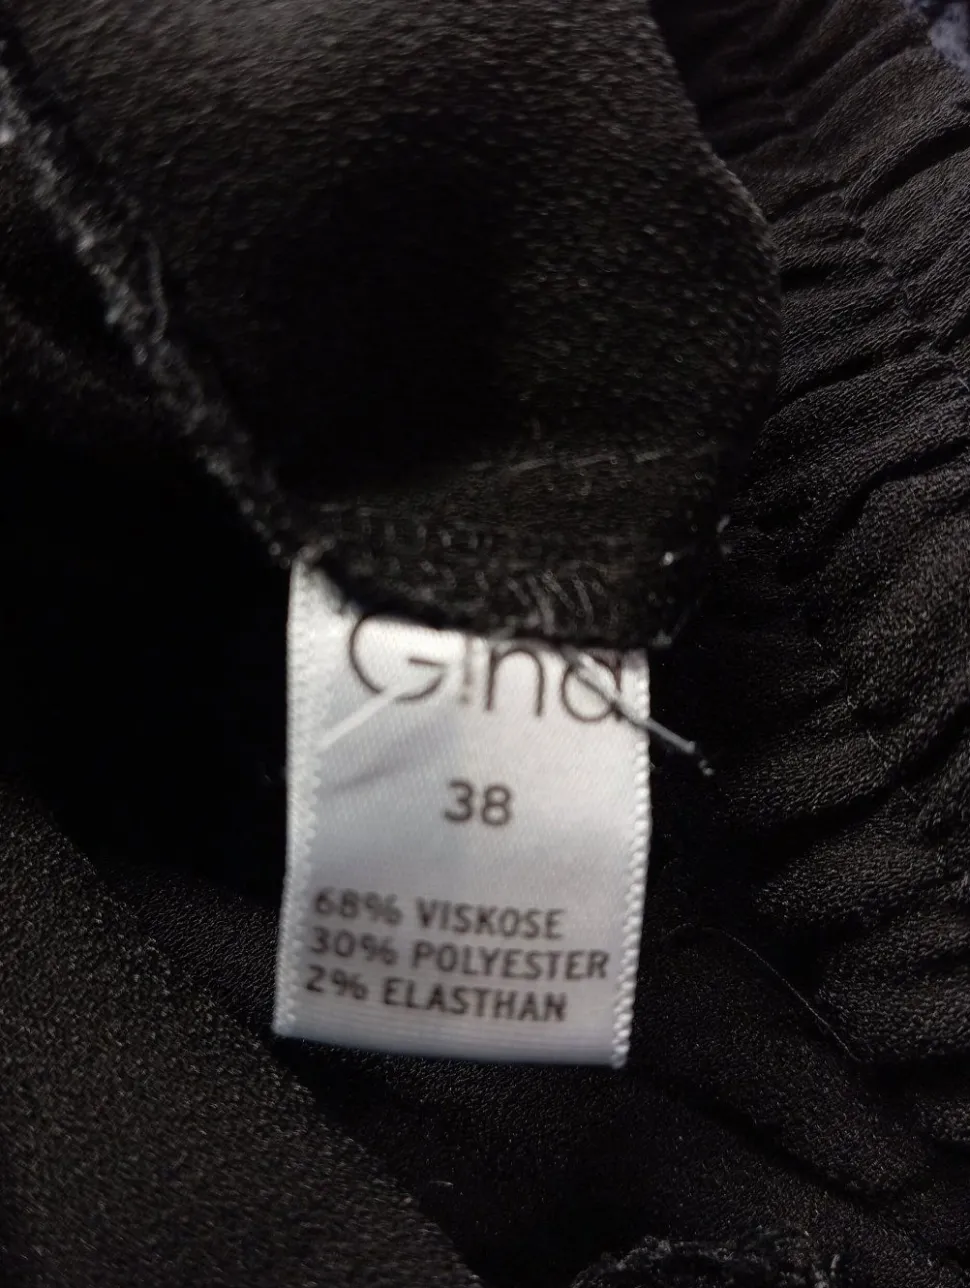 Gina
38
68% VISKOSE
30% POLYESTER
2% ELASTHAN